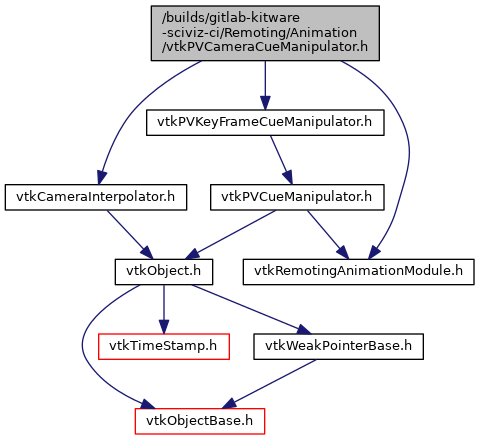 /builds/gitlab-kitware
-sciviz-ci/Remoting/Animation
/vtkPVCameraCueManipulator.h
vtkPVKeyFrameCueManipulator.h
vtkCameraInterpolator.h
vtkPVCueManipulator.h
vtkObject.h
vtkRemotingAnimationModule.h
vtkTimeStamp.h
vtkWeakPointerBase.h
vtkObjectBase.h